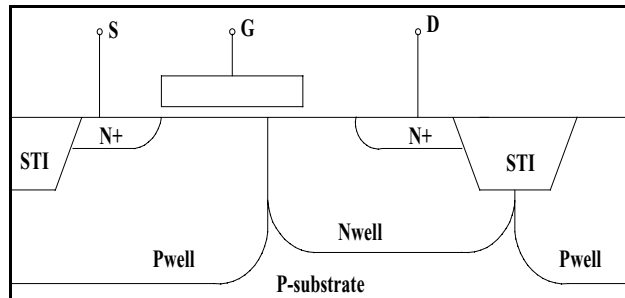 S G D
N+ N+
STI STI
Nwell
Pwell Pwell
P-substrate